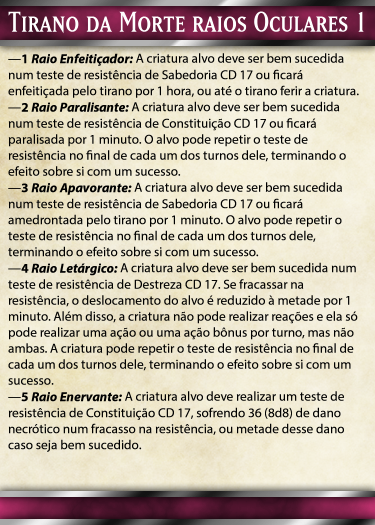 Tirano da Morte raios Oculares 1
—1 Raio Enfeitiçador: A criatura alvo deve ser bem sucedida
num teste de resistência de Sabedoria CD 17 ou ficará
enfeitiçada pelo tirano por 1 hora, ou até o tirano ferir a criatura.
—2 Raio Paralisante: A criatura alvo deve ser bem sucedida
num teste de resistência de Constituição CD 17 ou ficará
paralisada por 1 minuto. O alvo pode repetir o teste de
resistência no final de cada um dos turnos dele, terminando o
efeito sobre si com um sucesso.
—3 Raio Apavorante: A criatura alvo deve ser bem sucedida
num teste de resistência de Sabedoria CD 17 ou ficará
amedrontada pelo tirano por 1 minuto. O alvo pode repetir o
teste de resistência no final de cada um dos turnos dele,
terminando o efeito sobre si com um sucesso.
—4 Raio Letárgico: A criatura alvo deve ser bem sucedida num
teste de resistência de Destreza CD 17. Se fracassar na
resistência, o deslocamento do alvo é reduzido à metade por 1
minuto. Além disso, a criatura não pode realizar reações e ela só
pode realizar uma ação ou uma ação bônus por turno, mas não
ambas. A criatura pode repetir o teste de resistência no final de
cada um dos turnos dele, terminando o efeito sobre si com um
sucesso.
—5 Raio Enervante: A criatura alvo deve realizar um teste de
resistência de Constituição CD 17, sofrendo 36 (8d8) de dano
necrótico num fracasso na resistência, ou metade desse dano
caso seja bem sucedido.